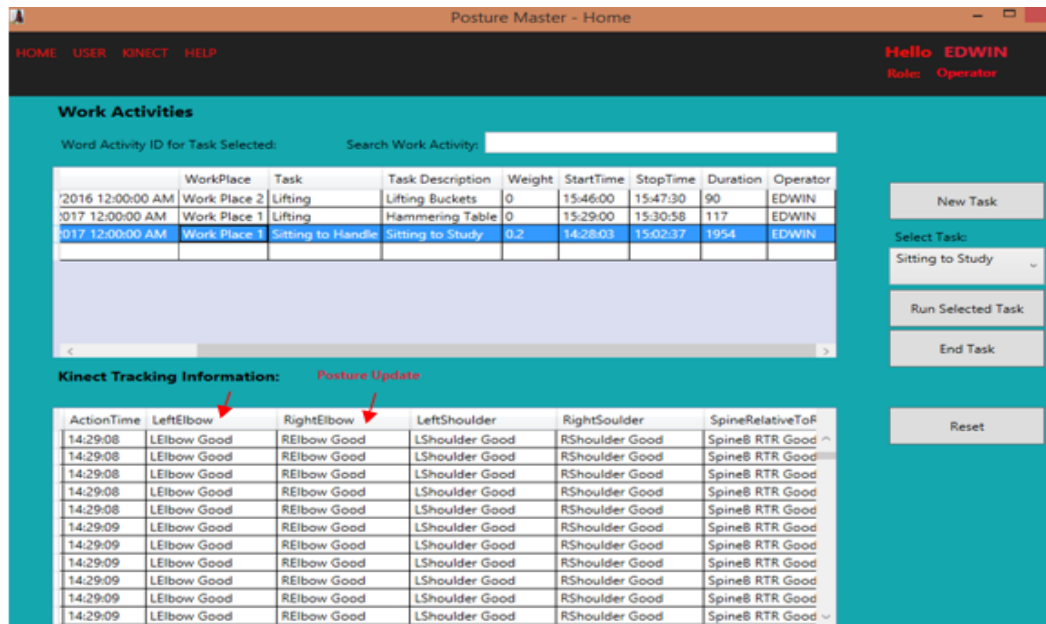 Posture Master - Home
HOME USER KINECT HELP
Hello EDWIN
Role: Operator
Work Activities
Word Activity ID for Task Selected: Search Work Activity:
WorkPlace Task Task Description Weight StartTime StopTime Duration Operator
'2016 12:00:00 AM Work Place 2 Lifting Lifting Buckets 0 15:46:00 15:47:30 90 EDWIN
2017 12:00:00 AM Work Place 1 Lifting Hammering Table 0 15:29:00 15:30:58 117 EDWIN
2017 12:00:00 AM Work Place 1 Sitting to Handle Sitting to Study 0.2 14:28:03 15:02:37 1954 EDWIN
New Task
Select Task:
Sitting to Study
Run Selected Task
End Task
Kinect Tracking Information: Posture Update
ActionTime LeftElbow RightElbow LeftShoulder RightSoulder SpineRelativeToR
14:29:08 LElbow Good RElbow Good LShoulder Good RShoulder Good SpineB RTR Good
14:29:08 LElbow Good RElbow Good LShoulder Good RShoulder Good SpineB RTR Good
14:29:08 LElbow Good RElbow Good LShoulder Good RShoulder Good SpineB RTR Good
14:29:08 LElbow Good RElbow Good LShoulder Good RShoulder Good SpineB RTR Good
14:29:08 LElbow Good RElbow Good LShoulder Good RShoulder Good SpineB RTR Good
14:29:09 LElbow Good RElbow Good LShoulder Good RShoulder Good SpineB RTR Good
14:29:09 LElbow Good RElbow Good LShoulder Good RShoulder Good SpineB RTR Good
14:29:09 LElbow Good RElbow Good LShoulder Good RShoulder Good SpineB RTR Good
14:29:09 LElbow Good RElbow Good LShoulder Good RShoulder Good SpineB RTR Good
14:29:09 LElbow Good RElbow Good LShoulder Good RShoulder Good SpineB RTR Good
14:29:09 LElbow Good RElbow Good LShoulder Good RShoulder Good SpineB RTR Good
Reset